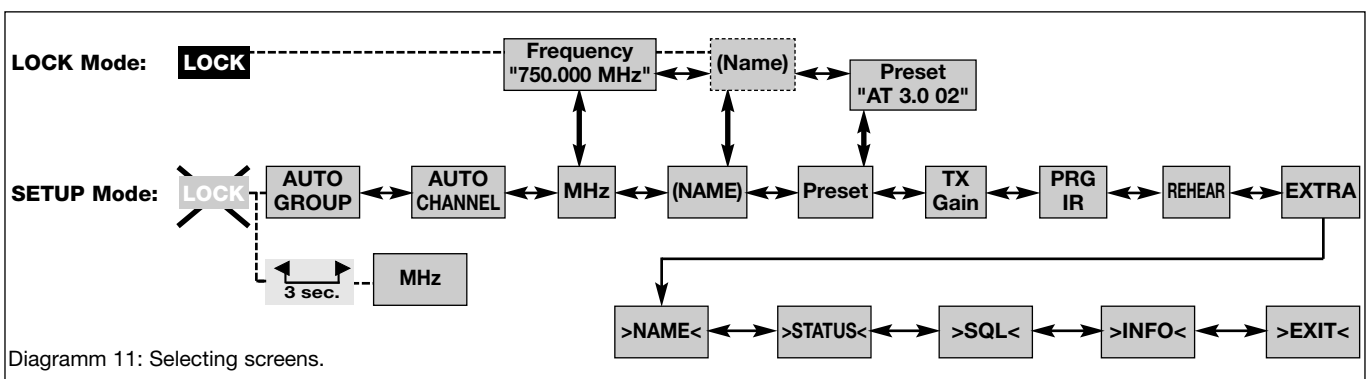 LOCK Mode:
LOCK
Frequency
"750.000 MHz"
(Name)
Preset
"AT 3.0 02"
SETUP Mode:
LOCK
AUTO
GROUP
AUTO
CHANNEL
MHz
(NAME)
Preset
TX
Gain
PRG
IR
REHEAR
EXTRA
3 sec.
MHz
>NAME<
>STATUS<
>SQL<
>INFO<
>EXIT<
Diagramm 11: Selecting screens.